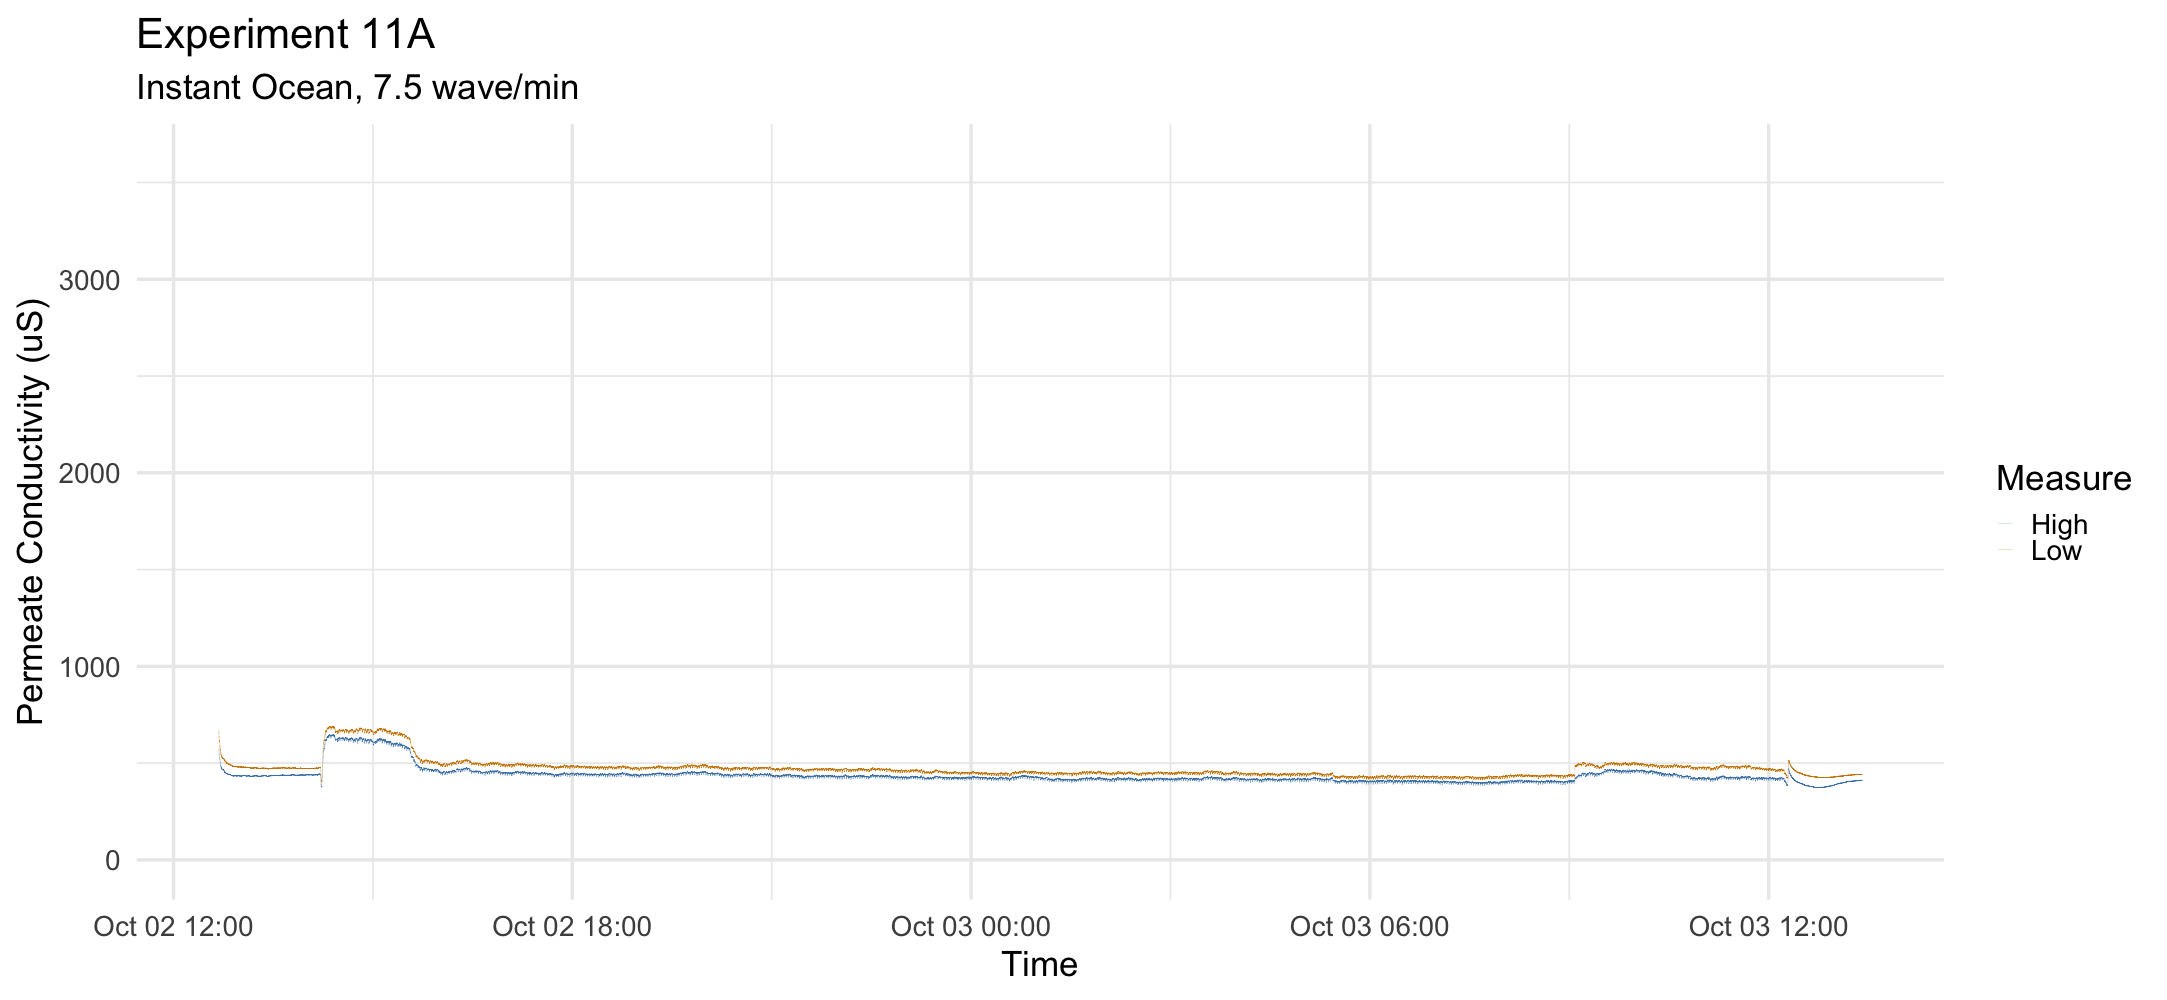 Experiment 11A
Instant Ocean, 7.5 wave/min
Permeate Conductivity (uS)
3000
2000
1000
0
Measure
High
Low
Oct 02 12:00
Oct 02 18:00
Oct 03 00:00
Oct 03 06:00
Oct 03 12:00
Time